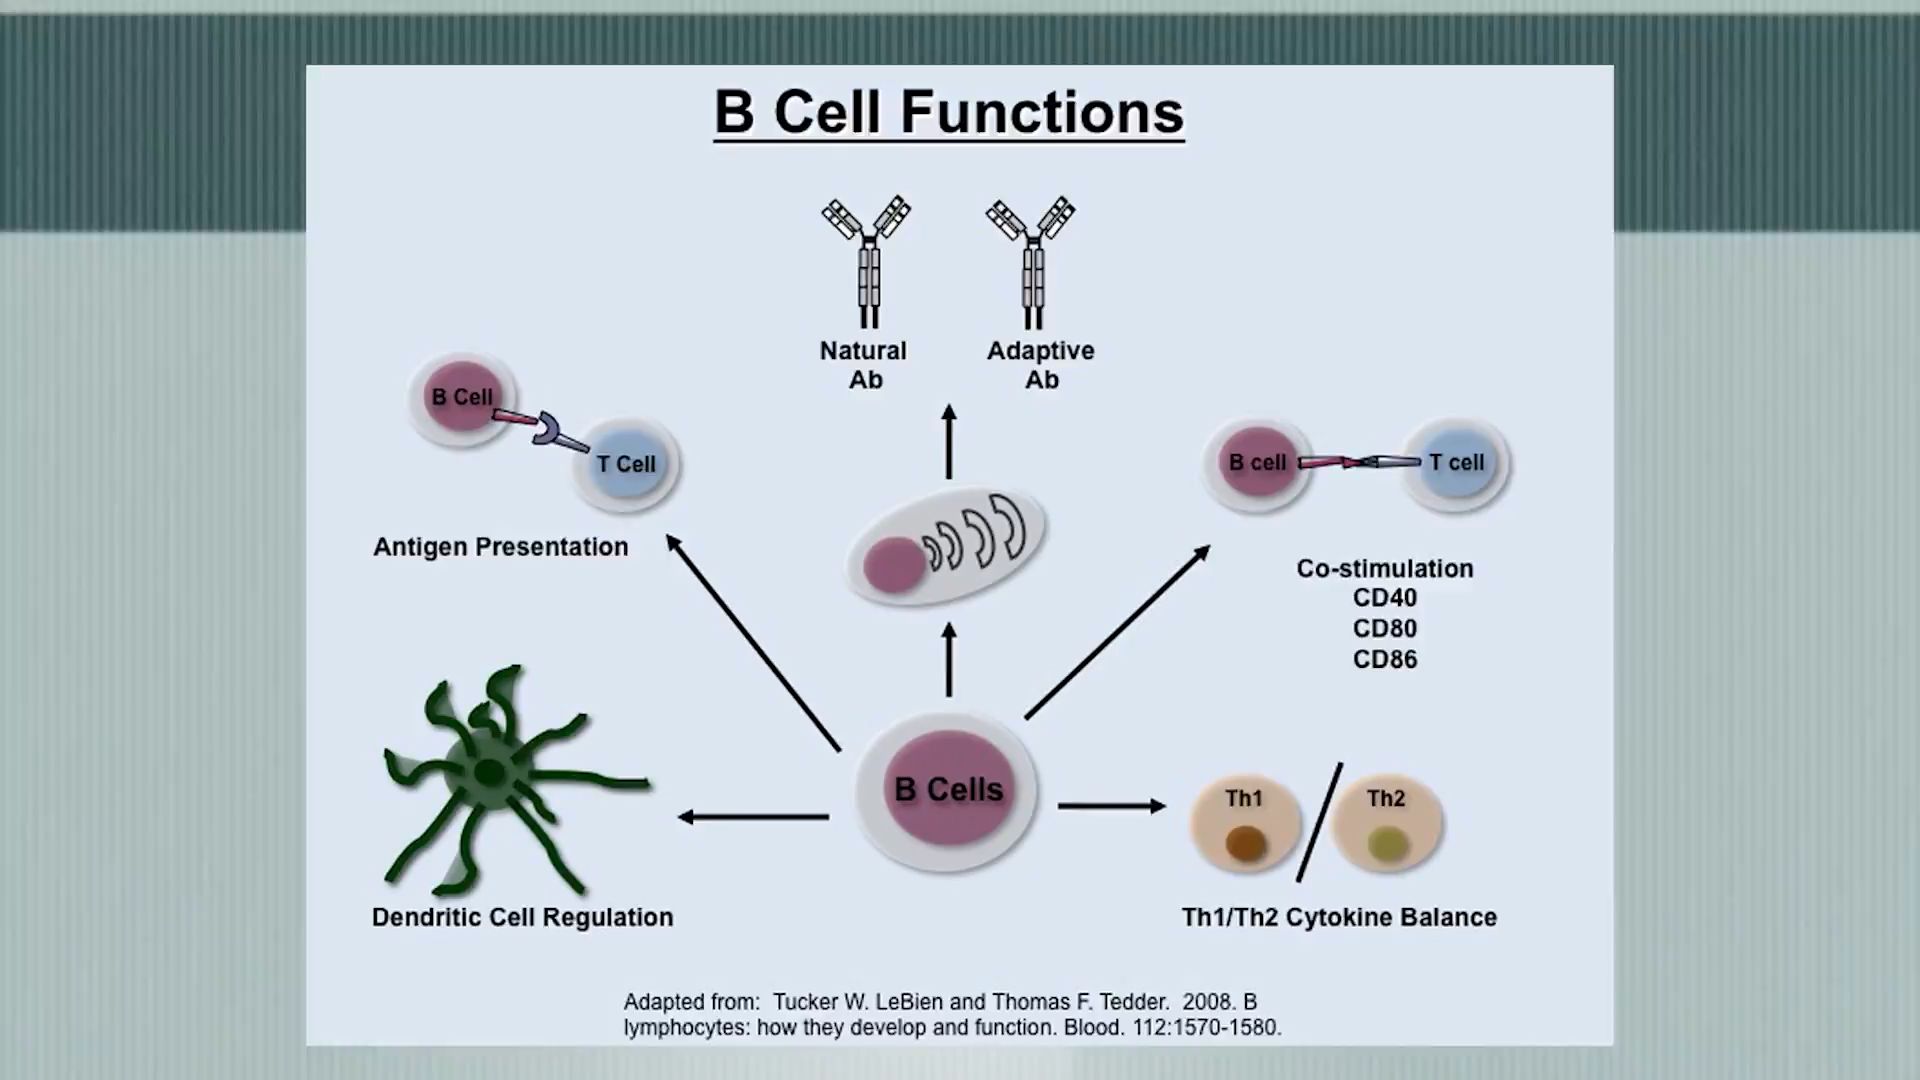 B Cell Functions
Natural
Ab
Adaptive
Ab
B Cell
T Cell
Antigen Presentation
B cell
T cell
Co-stimulation
CD40
CD80
CD86
B Cells
Dendritic Cell Regulation
Th1
Th2
Th1/Th2 Cytokine Balance
Adapted from: Tucker W. LeBien and Thomas F. Tedder. 2008. B
lymphocytes: how they develop and function. Blood. 112:1570-1580.